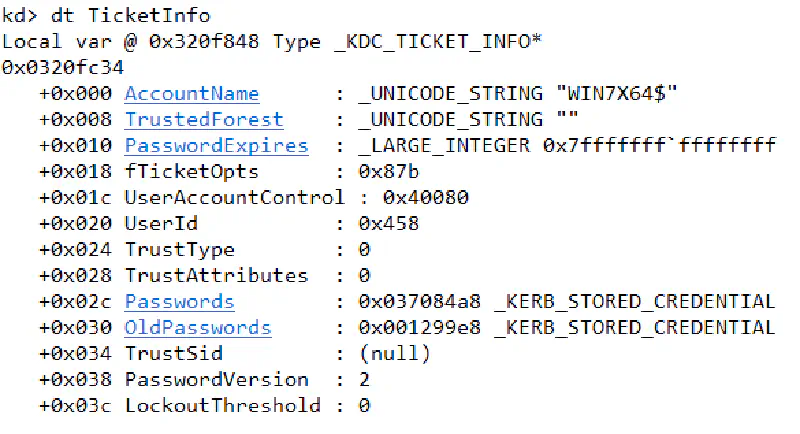 kd> dt TicketInfo
Local var @ 0x320f848 Type _KDC_TICKET_INFO*
0x0320fc34
   +0x000 AccountName      : _UNICODE_STRING "WIN7X64$"
   +0x008 TrustedForest    : _UNICODE_STRING ""
   +0x010 PasswordExpires  : _LARGE_INTEGER 0x7fffffff`ffffffff
   +0x018 fTicketOpts      : 0x87b
   +0x01c UserAccountControl : 0x40080
   +0x020 UserId           : 0x458
   +0x024 TrustType        : 0
   +0x028 TrustAttributes  : 0
   +0x02c Passwords        : 0x037084a8 _KERB_STORED_CREDENTIAL
   +0x030 OldPasswords     : 0x001299e8 _KERB_STORED_CREDENTIAL
   +0x034 TrustSid         : (null)
   +0x038 PasswordVersion  : 2
   +0x03c LockoutThreshold : 0